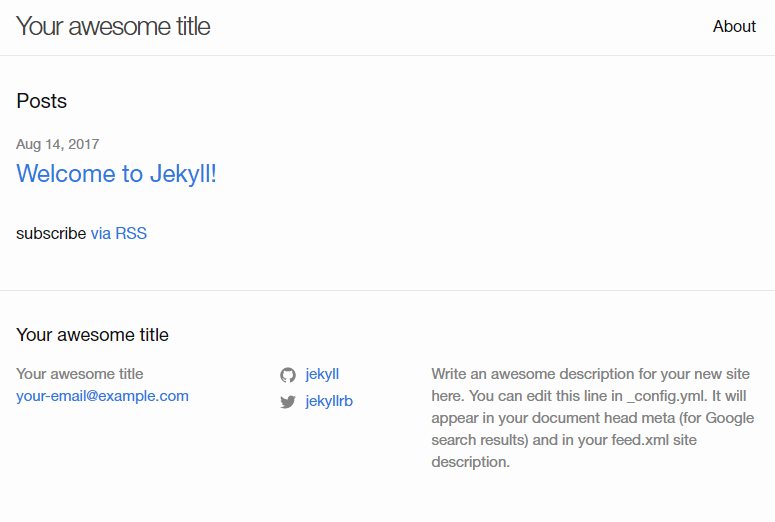 Your awesome title
About
Posts
Aug 14, 2017
Welcome to Jekyll!
subscribe via RSS
Your awesome title
Your awesome title
your-email@example.com
jekyll
jekyllrb
Write an awesome description for your new site
here. You can edit this line in _config.yml. It will
appear in your document head meta (for Google
search results) and in your feed.xml site
description.